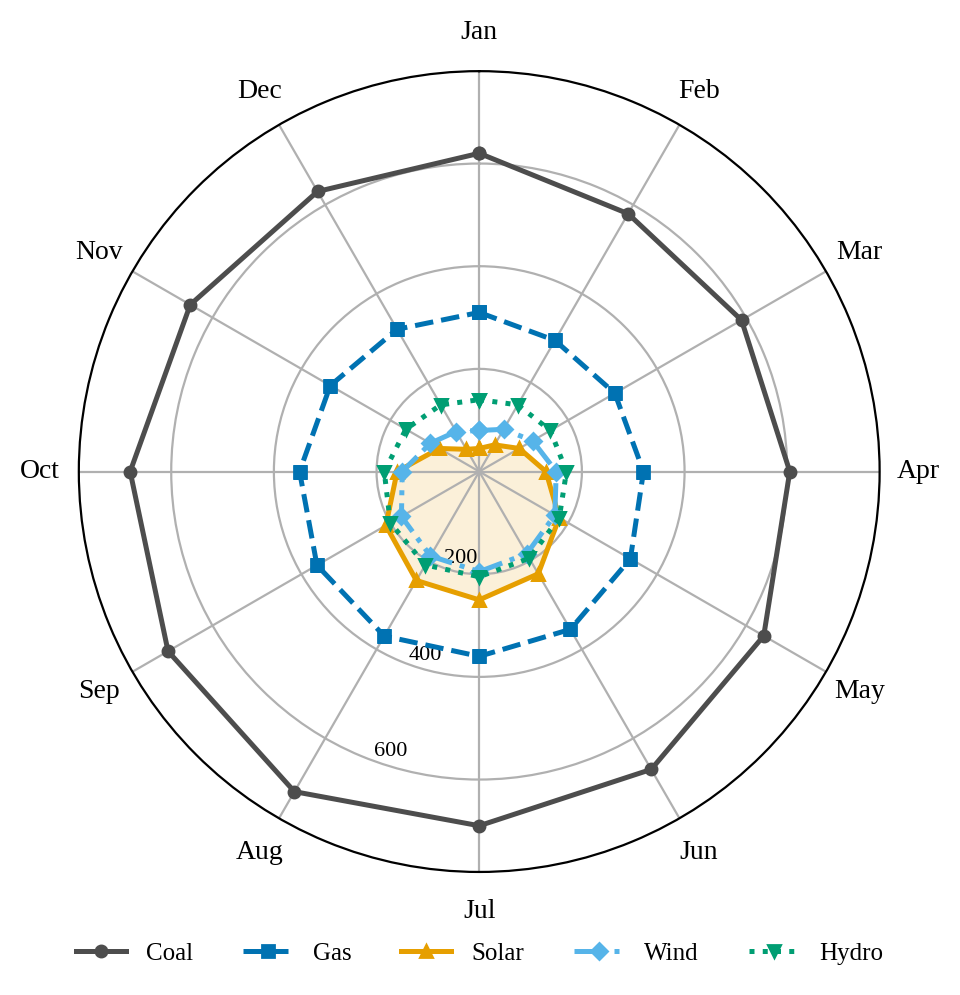 Jan
Dec
Feb
Nov
Mar
Oct
Apr
200
400
Sep
May
600
Aug
Jun
Jul
Coal Gas Solar Wind Hydro